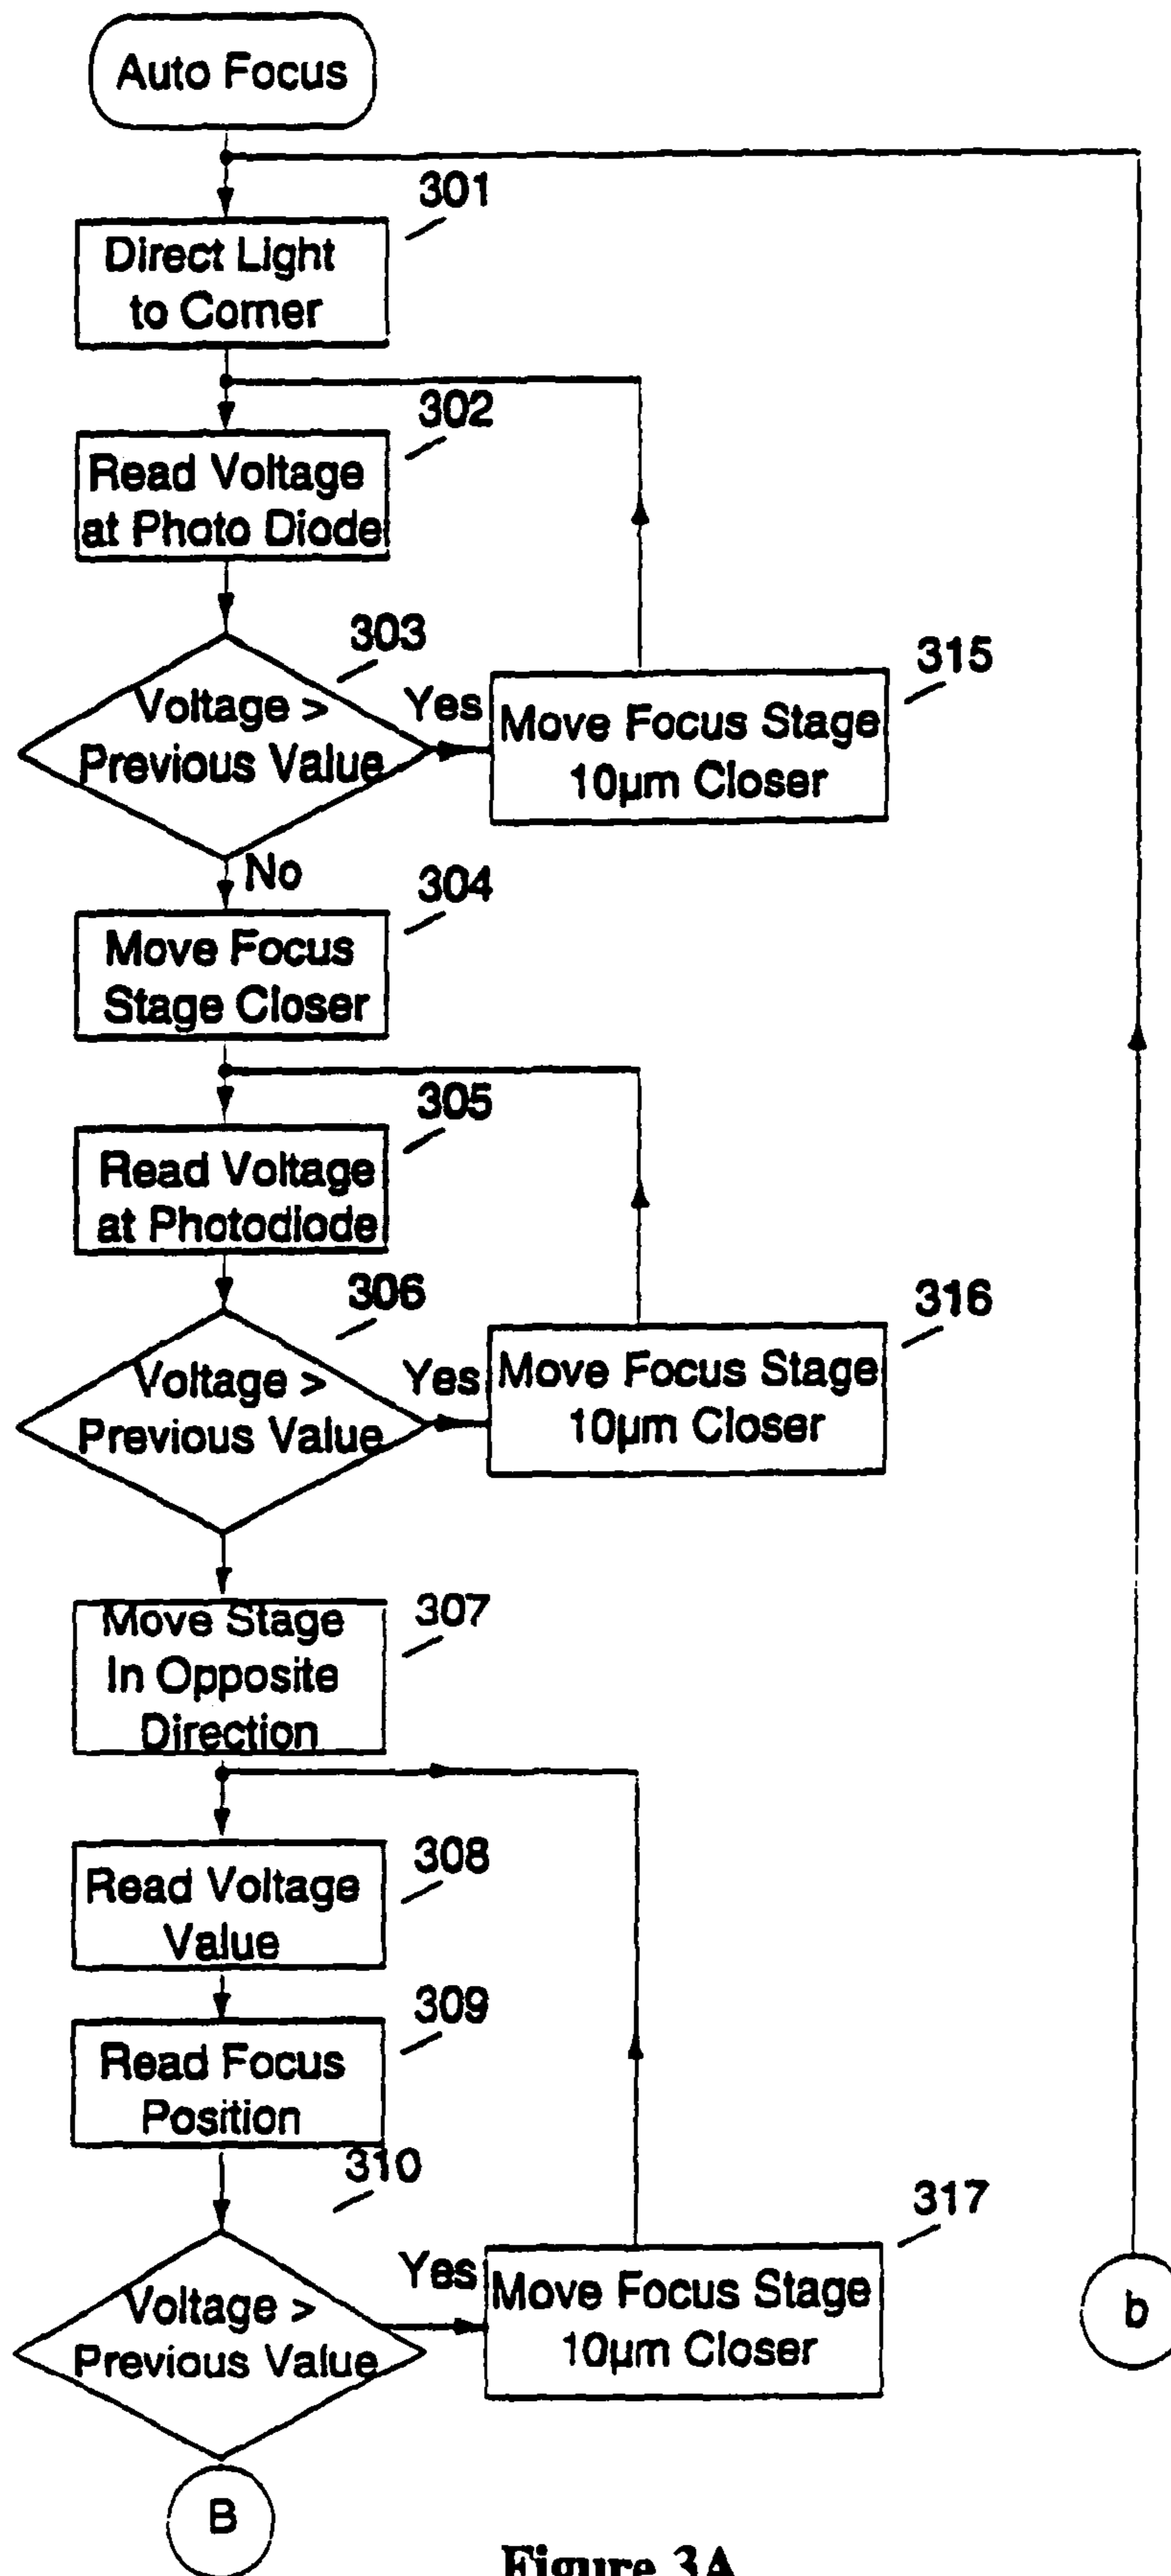 Auto Focus
301
Direct Light
to Corner
302
Read Voltage
at Photo Diode
303
Voltage >
Previous Value
Yes
315
Move Focus Stage
10µm Closer
No
304
Move Focus
Stage Closer
305
Read Voltage
at Photodiode
306
Voltage >
Previous Value
Yes
316
Move Focus Stage
10µm Closer
307
Move Stage
In Opposite
Direction
308
Read Voltage
Value
309
Read Focus
Position
310
Voltage >
Previous Value
Yes
317
Move Focus Stage
10µm Closer
b
B
Figure 3A